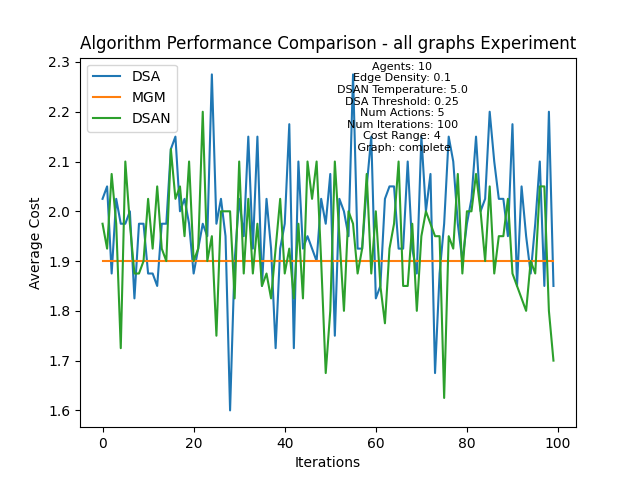 Algorithm Performance Comparison - all graphs Experiment
2.3
2.2
2.1
2.0
1.9
1.8
1.7
1.6
Average Cost
DSA
MGM
DSAN
Agents: 10
Edge Density: 0.1
DSAN Temperature: 5.0
DSA Threshold: 0.25
Num Actions: 5
Num Iterations: 100
Cost Range: 4
Graph: complete
0 20 40 60 80 100
Iterations